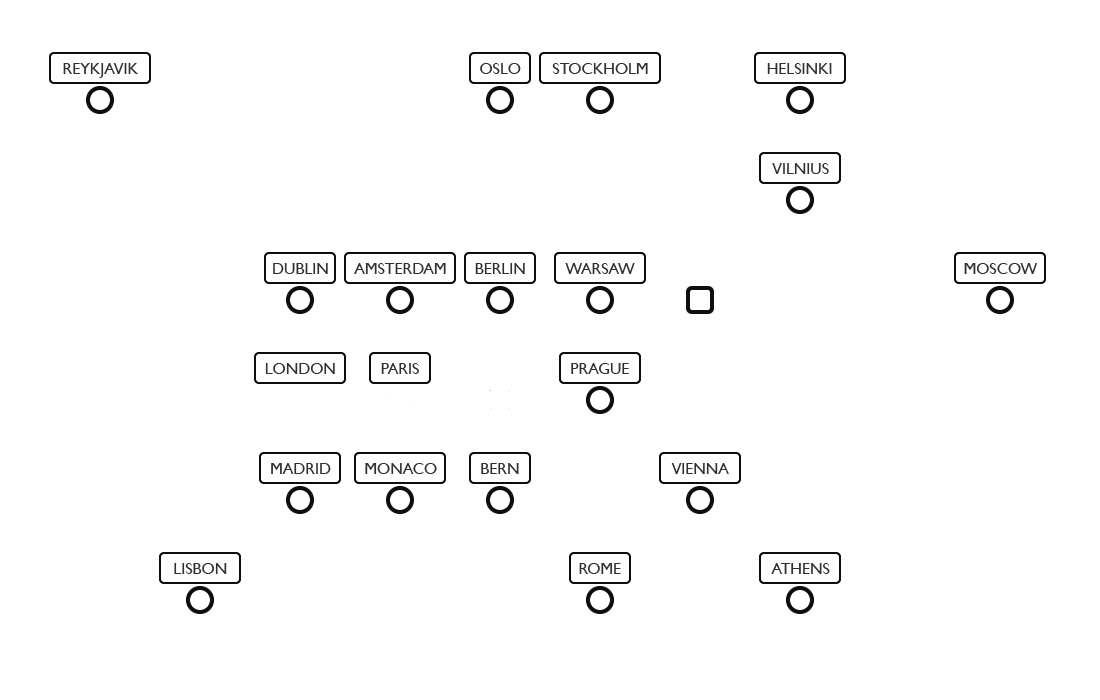 REYKJAVIK
OSLO
STOCKHOLM
HELSINKI
VILNIUS
DUBLIN
AMSTERDAM
BERLIN
WARSAW
MOSCOW
LONDON
PARIS
PRAGUE
MADRID
MONACO
BERN
VIENNA
LISBON
ROME
ATHENS